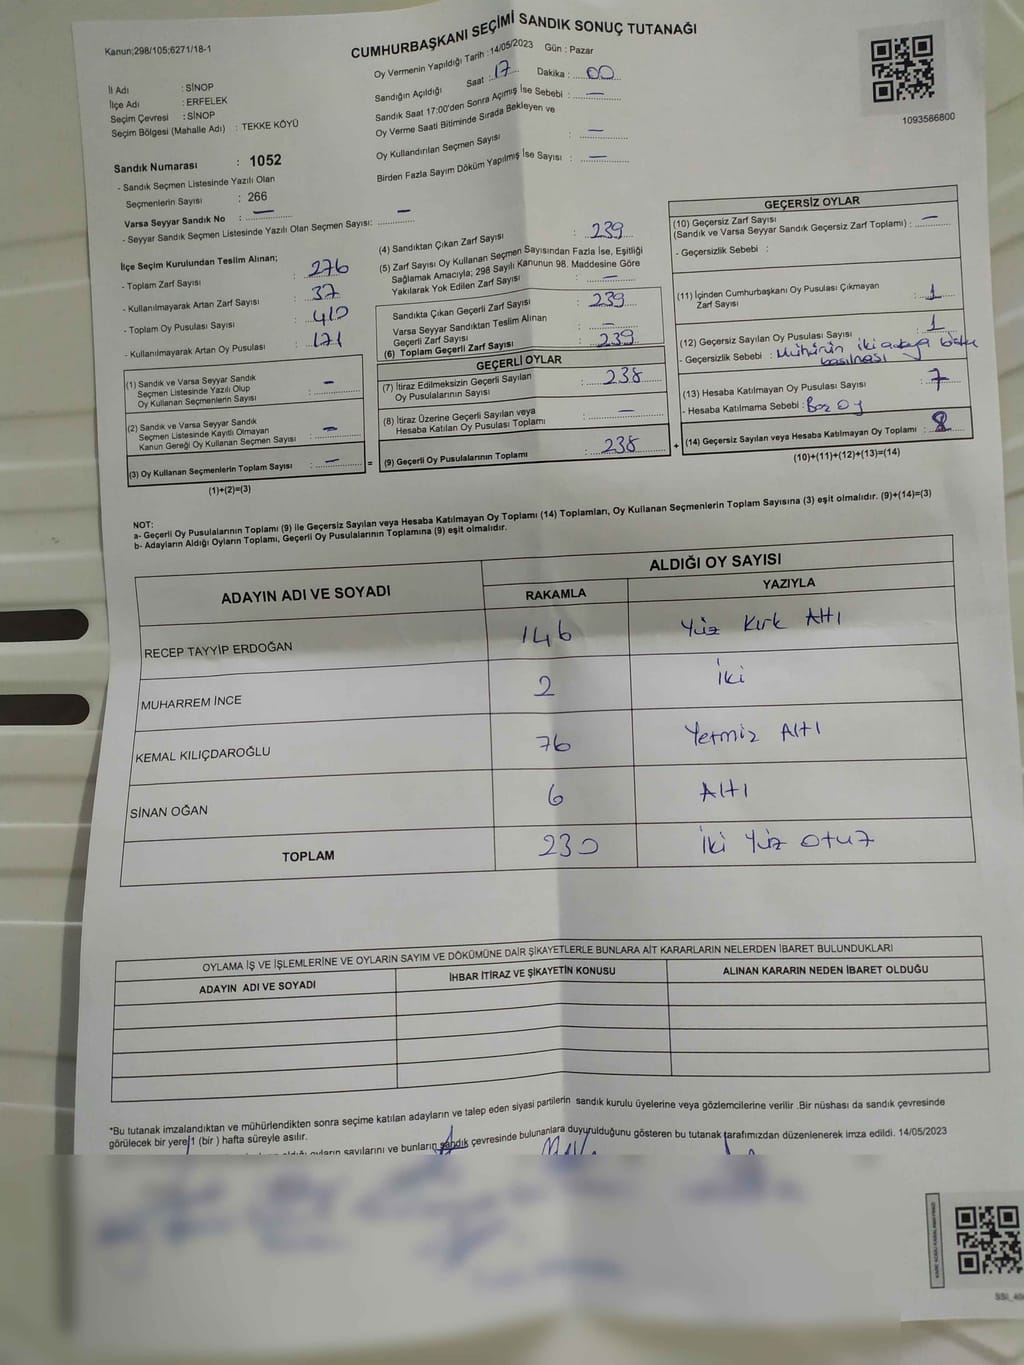 Kanun;298/105;6271/18-1
CUMHURBAŞKANI SEÇİMİ SANDIK SONUÇ TUTANAĞI
Oy Vermenin Yapıldığı Tarih : 14/05/2023 Gün : Pazar
Sandığın Açıldığı Saat : 17 Dakika : 00
Sandık Saat 17:00'den Sonra Açılmış İse Sebebi : —
Oy Verme Saati Bitiminde Sırada Bekleyen ve
Oy Kullandırılan Seçmen Sayısı : —
Birden Fazla Sayım Döküm Yapılmış İse Sayısı : —
1093586800
İl Adı : SİNOP
İlçe Adı : ERFELEK
Seçim Çevresi : SİNOP
Seçim Bölgesi (Mahalle Adı) : TEKKE KÖYÜ
Sandık Numarası : 1052
- Sandık Seçmen Listesinde Yazılı Olan
Seçmenlerin Sayısı : 266
Varsa Seyyar Sandık No : —
- Seyyar Sandık Seçmen Listesinde Yazılı Olan Seçmen Sayısı: —
İlçe Seçim Kurulundan Teslim Alınan;
- Toplam Zarf Sayısı : 276
- Kullanılmayarak Artan Zarf Sayısı : 37
- Toplam Oy Pusulası Sayısı : 410
- Kullanılmayarak Artan Oy Pusulası : 171
(1) Sandık ve Varsa Seyyar Sandık
Seçmen Listesinde Yazılı Olup
Oy Kullanan Seçmenlerin Sayısı : —
(2) Sandık ve Varsa Seyyar Sandık
Seçmen Listesinde Kayıtlı Olmayan
Kanun Gereği Oy Kullanan Seçmen Sayısı : —
(3) Oy Kullanan Seçmenlerin Toplam Sayısı : — =
(1)+(2)=(3)
(4) Sandıktan Çıkan Zarf Sayısı : 239
(5) Zarf Sayısı Oy Kullanan Seçmen Sayısından Fazla İse, Eşitliği
Sağlamak Amacıyla; 298 Sayılı Kanunun 98. Maddesine Göre
Yakılarak Yok Edilen Zarf Sayısı : —
Sandıkta Çıkan Geçerli Zarf Sayısı : 239
Varsa Seyyar Sandıktan Teslim Alınan
Geçerli Zarf Sayısı : —
(6) Toplam Geçerli Zarf Sayısı : 239
GEÇERLİ OYLAR
(7) İtiraz Edilmeksizin Geçerli Sayılan
Oy Pusulalarının Sayısı : 238
(8) İtiraz Üzerine Geçerli Sayılan veya
Hesaba Katılan Oy Pusulası Toplamı : —
(9) Geçerli Oy Pusulalarının Toplamı : 238 +
GEÇERSİZ OYLAR
(10) Geçersiz Zarf Sayısı
(Sandık ve Varsa Seyyar Sandık Geçersiz Zarf Toplamı) : —
- Geçersizlik Sebebi :
(11) İçinden Cumhurbaşkanı Oy Pusulası Çıkmayan
Zarf Sayısı : 1
(12) Geçersiz Sayılan Oy Pusulası Sayısı : 1
- Geçersizlik Sebebi : Mührün iki adaya birden
basılması
(13) Hesaba Katılmayan Oy Pusulası Sayısı : 7
- Hesaba Katılmama Sebebi : Boş Oy
(14) Geçersiz Sayılan veya Hesaba Katılmayan Oy Toplamı : 8
(10)+(11)+(12)+(13)=(14)
NOT:
a- Geçerli Oy Pusulalarının Toplamı (9) ile Geçersiz Sayılan veya Hesaba Katılmayan Oy Toplamı (14) Toplamları, Oy Kullanan Seçmenlerin Toplam Sayısına (3) eşit olmalıdır. (9)+(14)=(3)
b- Adayların Aldığı Oyların Toplamı, Geçerli Oy Pusulalarının Toplamına (9) eşit olmalıdır.
ADAYIN ADI VE SOYADI ALDIĞI OY SAYISI
RAKAMLA YAZIYLA
RECEP TAYYİP ERDOĞAN 146 Yüz Kırk Altı
MUHARREM İNCE 2 İki
KEMAL KILIÇDAROĞLU 76 Yetmiş Altı
SİNAN OĞAN 6 Altı
TOPLAM 230 İki Yüz Otuz
OYLAMA İŞ VE İŞLEMLERİNE VE OYLARIN SAYIM VE DÖKÜMÜNE DAİR ŞİKAYETLERLE BUNLARA AİT KARARLARIN NELERDEN İBARET BULUNDUKLARI
ADAYIN ADI VE SOYADI İHBAR İTİRAZ VE ŞİKAYETİN KONUSU ALINAN KARARIN NEDEN İBARET OLDUĞU
*Bu tutanak imzalandıktan ve mühürlendikten sonra seçime katılan adayların ve talep eden siyasi partilerin sandık kurulu üyelerine veya gözlemcilerine verilir .Bir nüshası da sandık çevresinde
görülecek bir yere 1 (bir ) hafta süreyle asılır.
oyların sayılarını ve bunların sandık çevresinde bulunanlara duyurulduğunu gösteren bu tutanak tarafımızdan düzenlenerek imza edildi. 14/05/2023